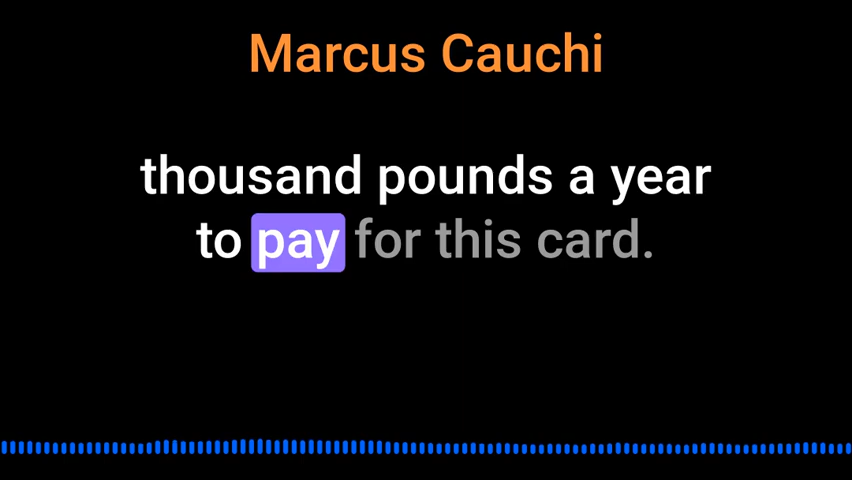 Marcus Cauchi
thousand pounds a year
to pay for this card.